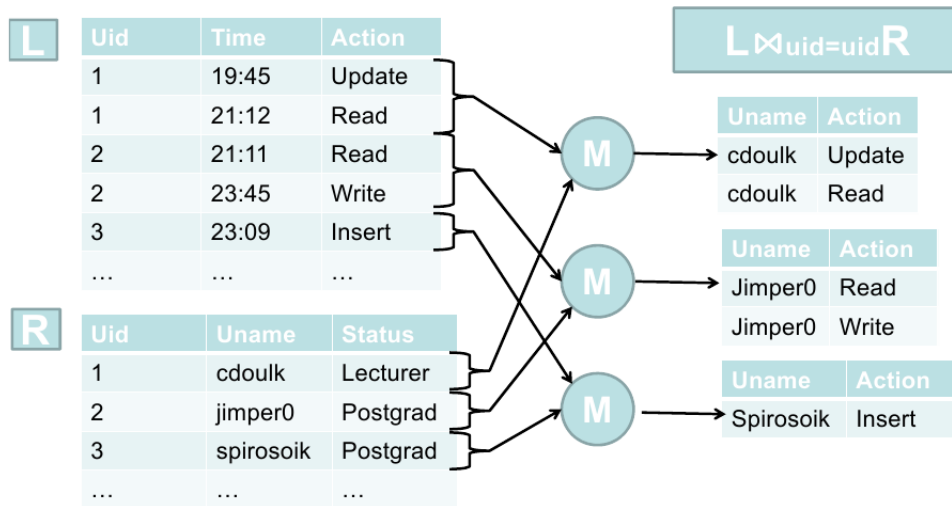 L
Uid Time Action
1 19:45 Update
1 21:12 Read
2 21:11 Read
2 23:45 Write
3 23:09 Insert
… … …
R
Uid Uname Status
1 cdoulk Lecturer
2 jimper0 Postgrad
3 spirosoik Postgrad
… … …
M
M
M
L⋈uid=uidR
Uname Action
cdoulk Update
cdoulk Read
Uname Action
Jimper0 Read
Jimper0 Write
Uname Action
Spirosoik Insert